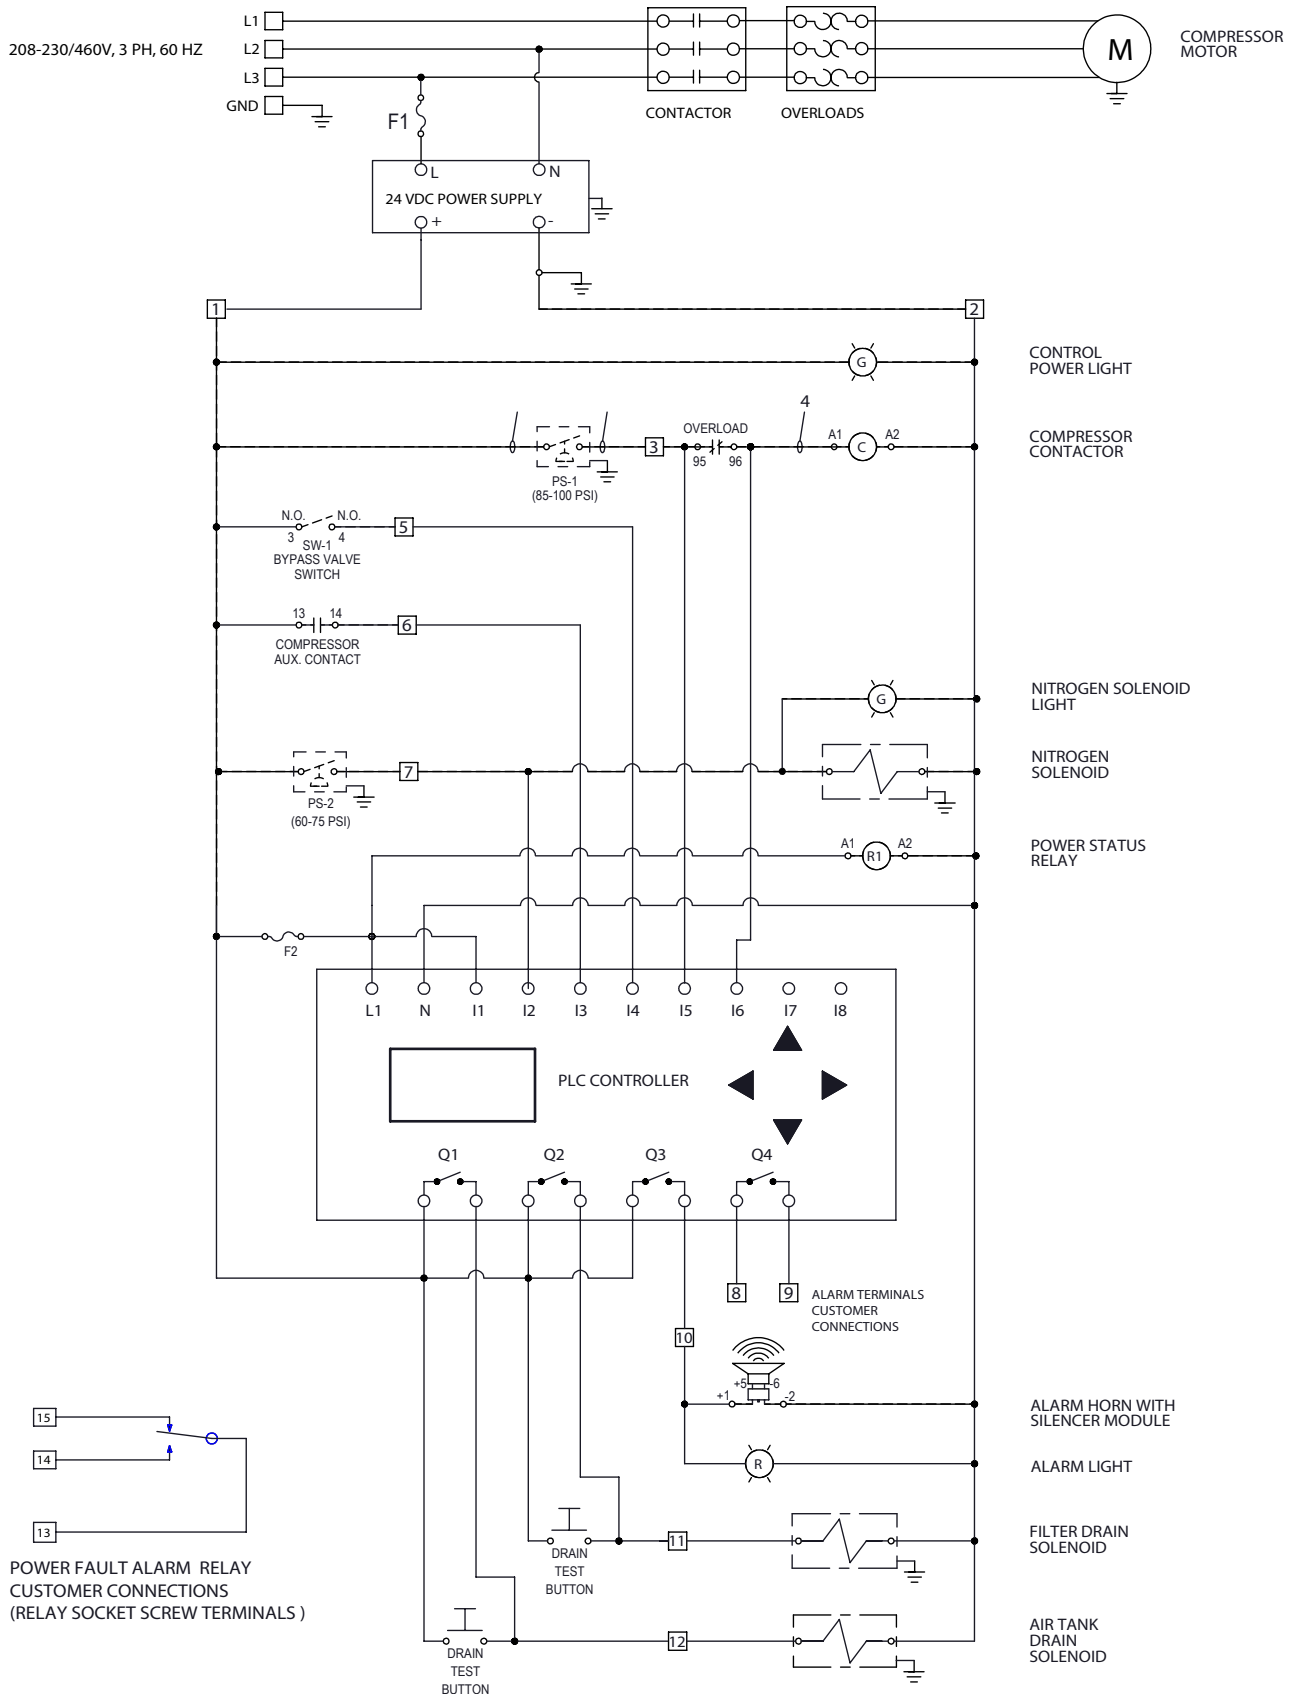 L1
208-230/460V, 3 PH, 60 HZ
L2
L3
GND
F1
CONTACTOR
OVERLOADS
M
COMPRESSOR
MOTOR
L
N
24 VDC POWER SUPPLY
+
-
1
2
G
CONTROL
POWER LIGHT
PS-1
(85-100 PSI)
3
OVERLOAD
95
96
4
A1
C
A2
COMPRESSOR
CONTACTOR
N.O.
N.O.
3
4
SW-1
BYPASS VALVE
SWITCH
5
13
14
COMPRESSOR
AUX. CONTACT
6
G
NITROGEN SOLENOID
LIGHT
PS-2
(60-75 PSI)
7
NITROGEN
SOLENOID
A1
R1
A2
POWER STATUS
RELAY
F2
L1
N
I1
I2
I3
I4
I5
I6
I7
I8
PLC CONTROLLER
Q1
Q2
Q3
Q4
8
9
ALARM TERMINALS
CUSTOMER
CONNECTIONS
10
+5
-6
+1
-2
ALARM HORN WITH
SILENCER MODULE
R
ALARM LIGHT
15
14
13
POWER FAULT ALARM RELAY
CUSTOMER CONNECTIONS
(RELAY SOCKET SCREW TERMINALS )
DRAIN
TEST
BUTTON
11
FILTER DRAIN
SOLENOID
DRAIN
TEST
BUTTON
12
AIR TANK
DRAIN
SOLENOID